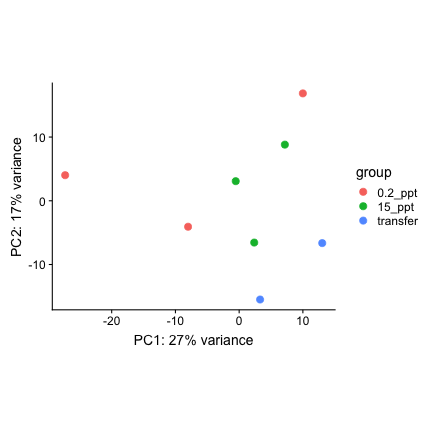 PC2: 17% variance
10
0
-10
-20
-10
0
10
PC1: 27% variance
group
0.2_ppt
15_ppt
transfer